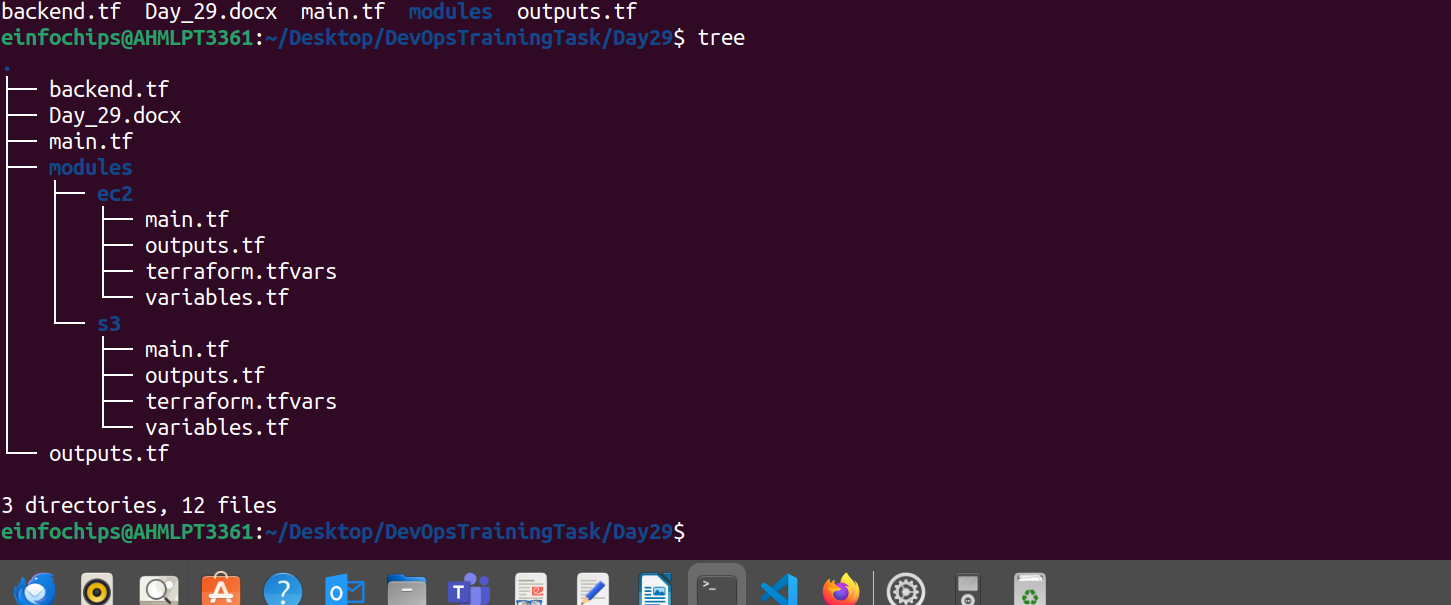 backend.tf  Day_29.docx  main.tf  modules  outputs.tf
einfochips@AHMLPT3361:~/Desktop/DevOpsTrainingTask/Day29$ tree
.
├── backend.tf
├── Day_29.docx
├── main.tf
├── modules
│   ├── ec2
│   │   ├── main.tf
│   │   ├── outputs.tf
│   │   ├── terraform.tfvars
│   │   └── variables.tf
│   └── s3
│       ├── main.tf
│       ├── outputs.tf
│       ├── terraform.tfvars
│       └── variables.tf
└── outputs.tf

3 directories, 12 files
einfochips@AHMLPT3361:~/Desktop/DevOpsTrainingTask/Day29$